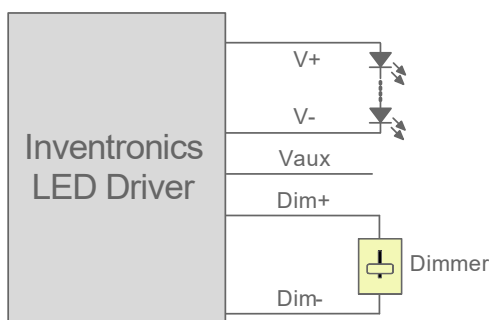 Inventronics
LED Driver
V+
V-
Vaux
Dim+
Dimmer
Dim-